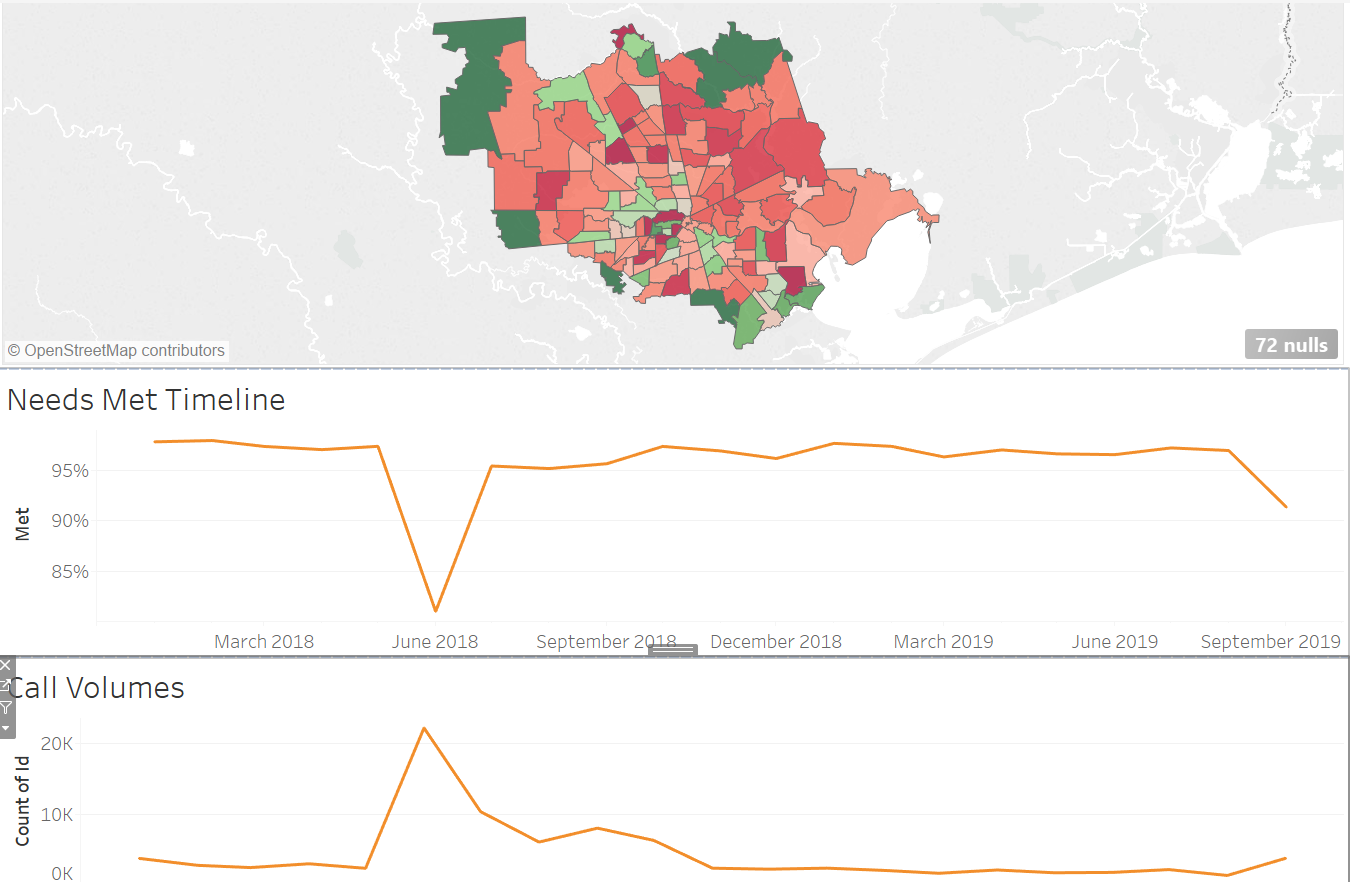 © OpenStreetMap contributors
72 nulls
Needs Met Timeline
Met
95%
90%
85%
March 2018
June 2018
September 2018
December 2018
March 2019
June 2019
September 2019
Call Volumes
Count of Id
20K
10K
0K